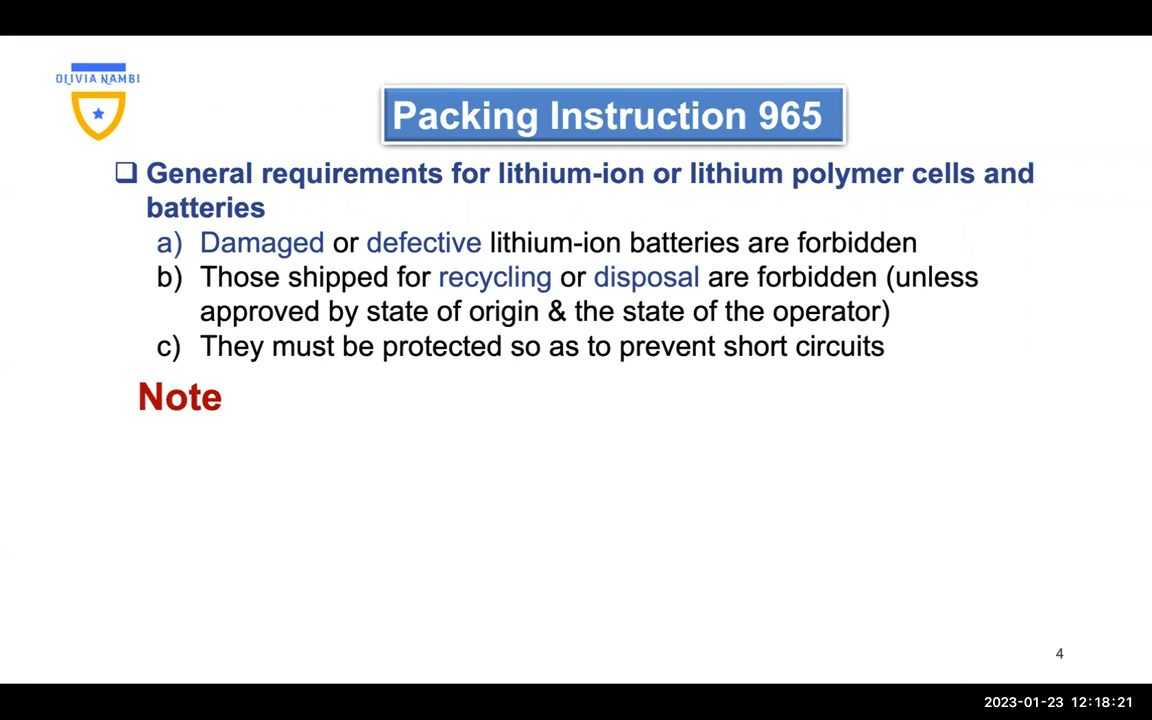 OLIVIA NAMBI
Packing Instruction 965
General requirements for lithium-ion or lithium polymer cells and
batteries
a) Damaged or defective lithium-ion batteries are forbidden
b) Those shipped for recycling or disposal are forbidden (unless
approved by state of origin & the state of the operator)
c) They must be protected so as to prevent short circuits
Note
4
2023-01-23 12:18:21